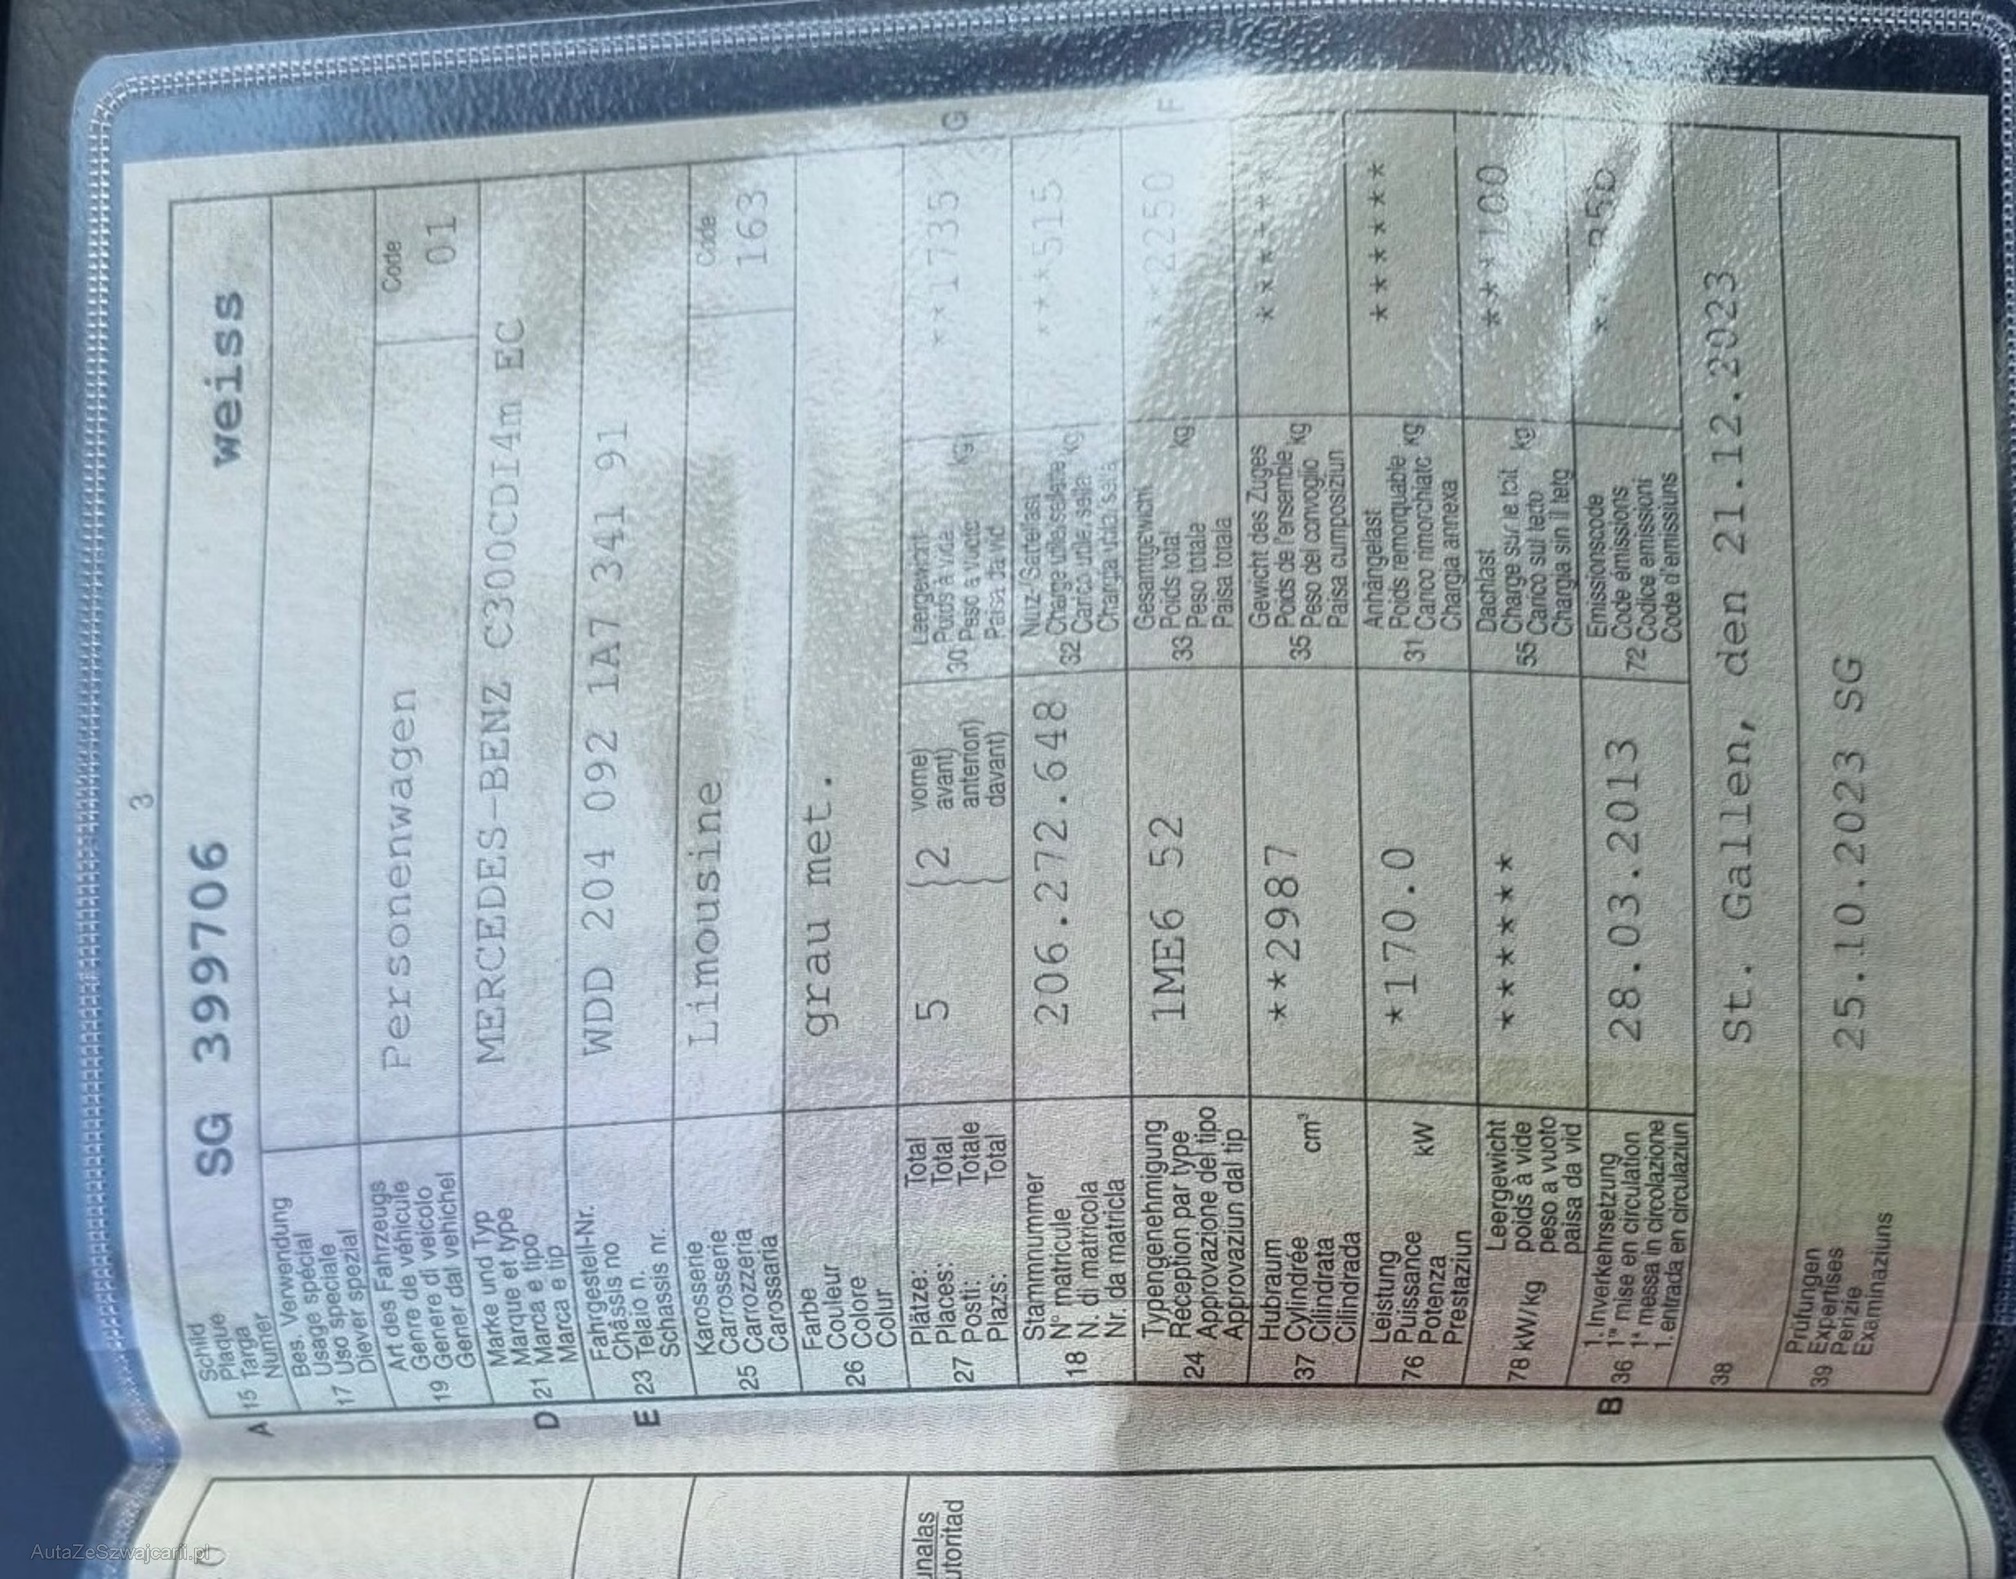 3
Schild
Plaque
A 15 Targa SG 399706 weiss
Numer
Bes. Verwendung
Usage spécial
17 Uso speciale
Diever spezial
Art des Fahrzeugs Code
Genre de véhicule Personenwagen 01
19 Genere di veicolo
Gener dal vehichel
Marke und Typ
Marque et type MERCEDES-BENZ C300CDI4m EC
D 21 Marca e tipo
Marca e tip
Fahrgestell-Nr.
Châssis no WDD 204 092 1A7 341 91
E 23 Telaio n.
Schassis nr.
Karosserie Code
Carrosserie Limousine 163
25 Carrozzeria
Carossaria
Farbe
Couleur grau met.
26 Colore
Colur
Plätze: Total vorne) Leergewicht
Places: Total 5 {2 avant) Poids à vide **1735 G
27 Posti: Totale anteriori) 30 Peso a vuoto kg
Plazs: Total davant) Paisa da vid
Stammnummer Nutz-/Sattellast
18 N° matricule 206.272.648 32 Charge utile/sellette ***515
N. di matricola Carico utile/sella kg
Nr. da matricla Chargia utila/sella
Typengenehmigung Gesamtgewicht
Réception par type 1ME6 52 Poids total **2250 F
24 Approvazione del tipo 33 Peso totale kg
Approvaziun dal tip Paisa totala
Hubraum Gewicht des Zuges
37 Cylindrée cm³ **2987 Poids de l'ensemble kg *******
Cilindrata 35 Peso del convoglio
Cilindrada Paisa cumposiziun
Leistung Anhängelast
Puissance kW *170.0 Poids remorquable kg *******
76 Potenza 31 Carico rimorchiato
Prestaziun Chargia annexa
Leergewicht Dachlast
78 kW/kg poids à vide ******* Charge sur le toit kg ***100
peso a vuoto 55 Carico sul tetto
paisa da vid Chargia sin il tetg
1. Inverkehrsetzung Emissionscode
B 36 1re mise en circulation 28.03.2013 72 Code émissions
1a messa in circolazione Codice emissioni
1. entrada en circulaziun Code d'emissiuns
38 St. Gallen, den 21.12.2023
Prüfungen
39 Expertises 25.10.2023 SG
Perizie
Examinaziuns
unalas
utoritad
AutaZeSzwajcarii.pl